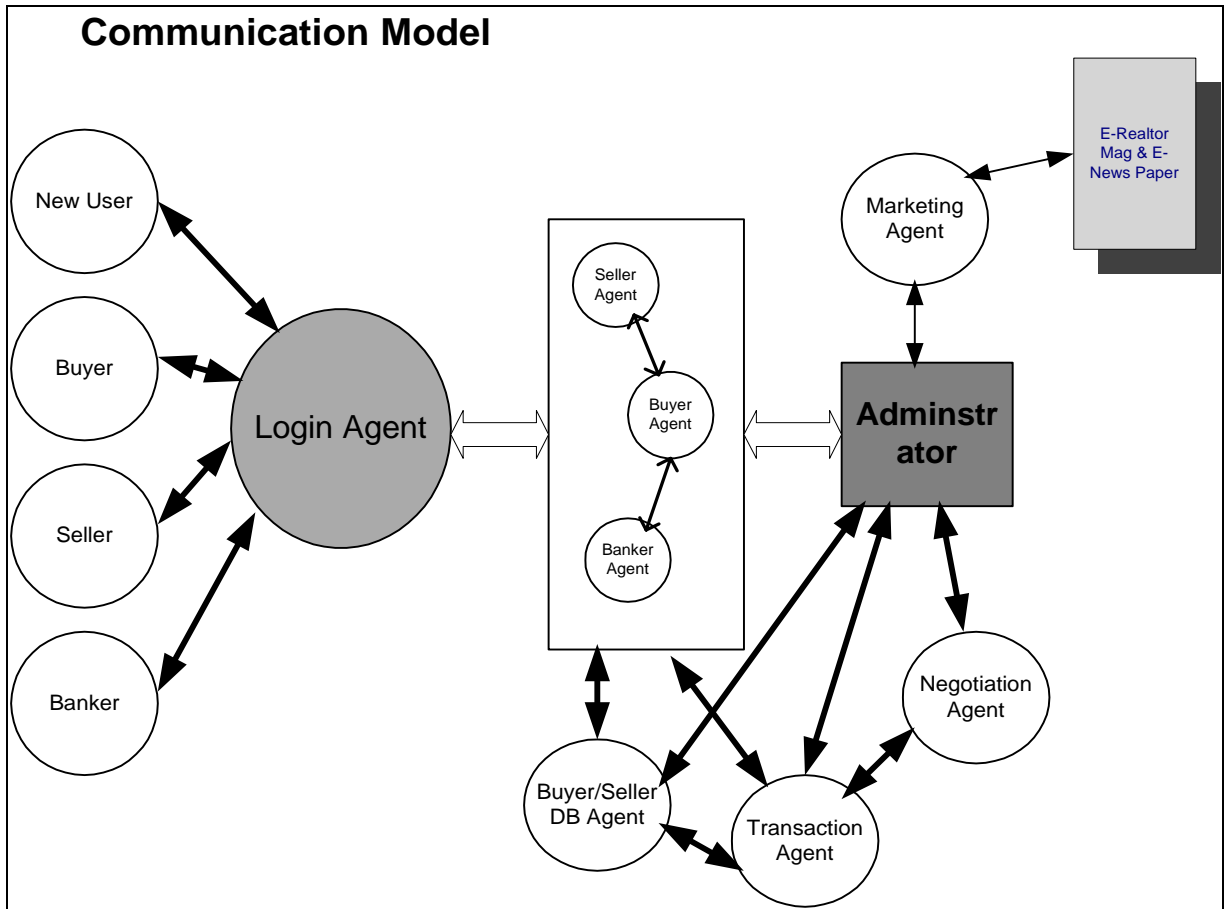 Communication Model
E-Realtor
Mag & E-
News Paper
New User
Marketing
Agent
Seller
Agent
Buyer
Buyer
Agent
Login Agent
Adminstr
ator
Seller
Banker
Agent
Banker
Negotiation
Agent
Buyer/Seller
DB Agent
Transaction
Agent